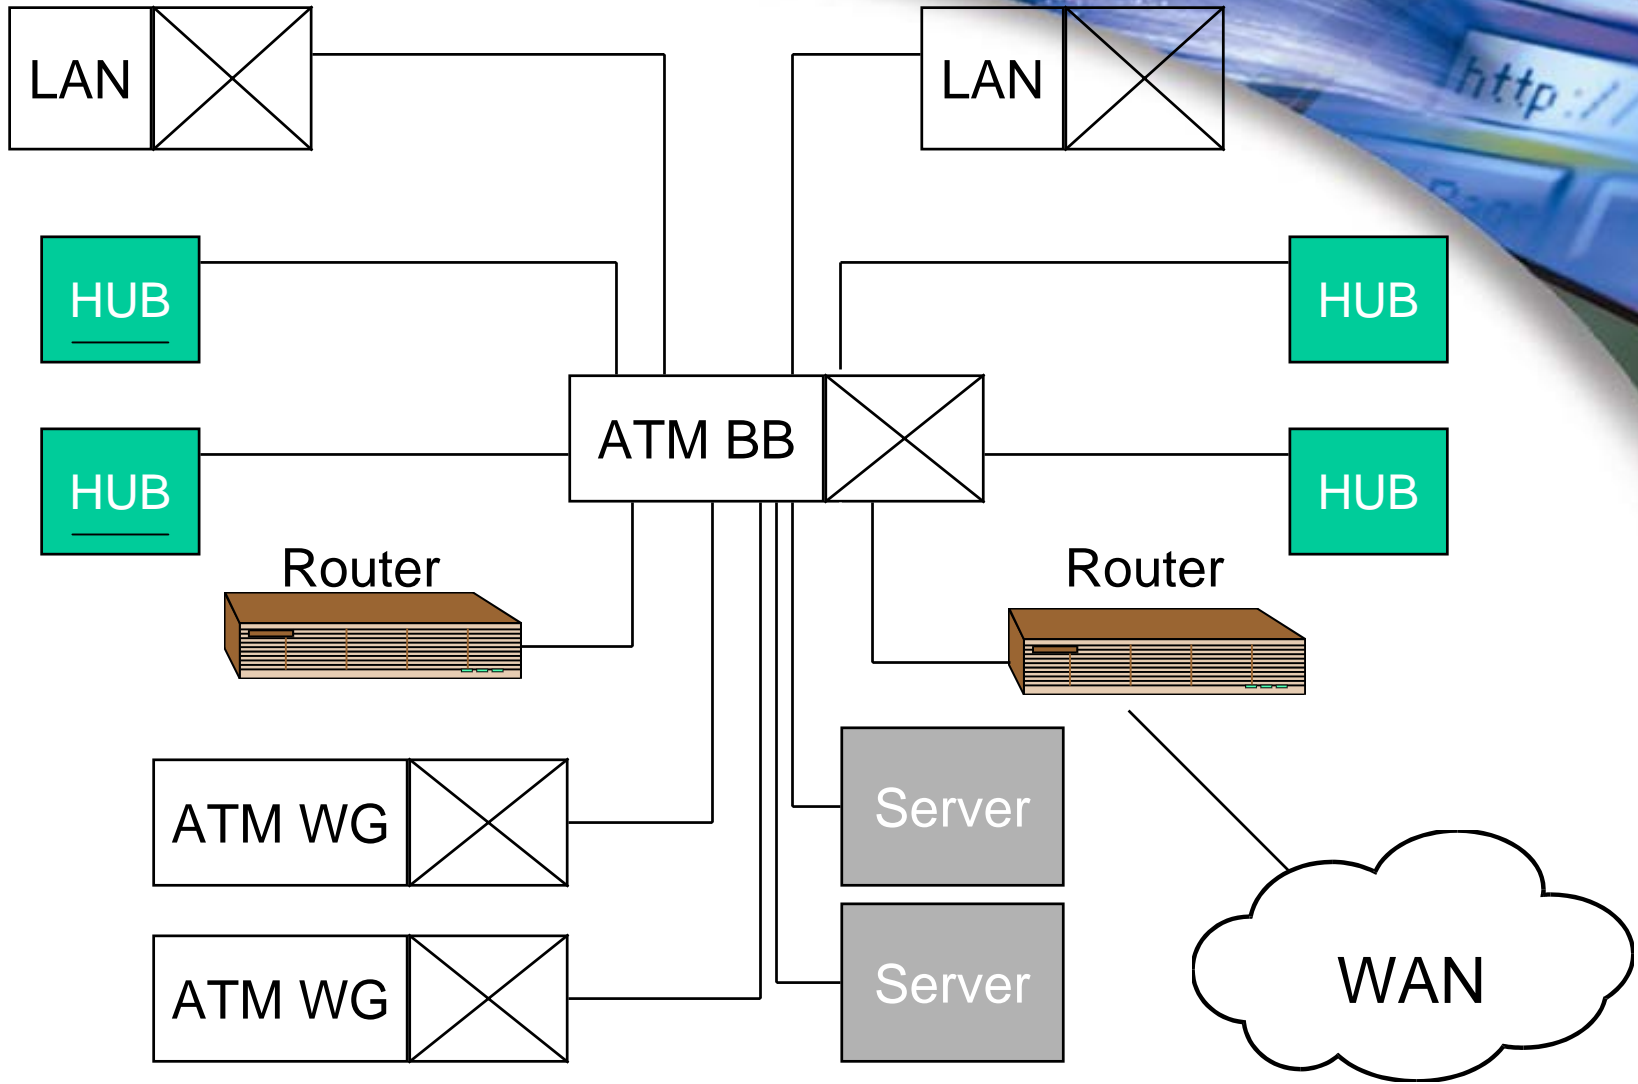 LAN
LAN
http://
HUB
HUB
ATM BB
HUB
HUB
Router
Router
ATM WG
Server
ATM WG
Server
WAN